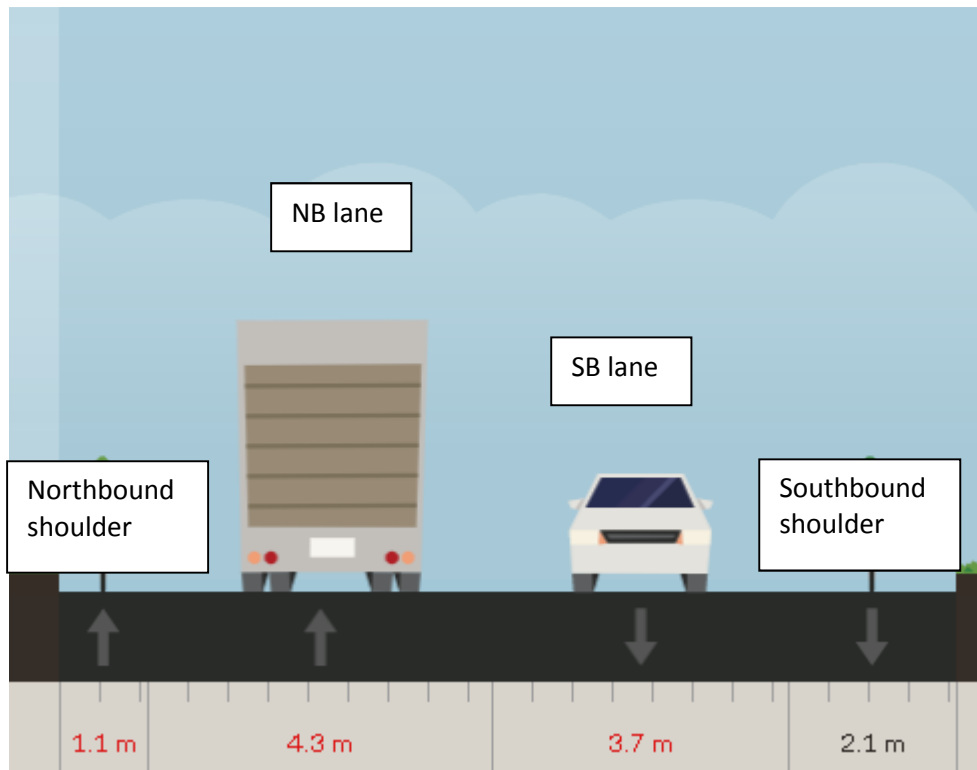 NB lane
SB lane
Northbound
shoulder
Southbound
shoulder
1.1 m
4.3 m
3.7 m
2.1 m